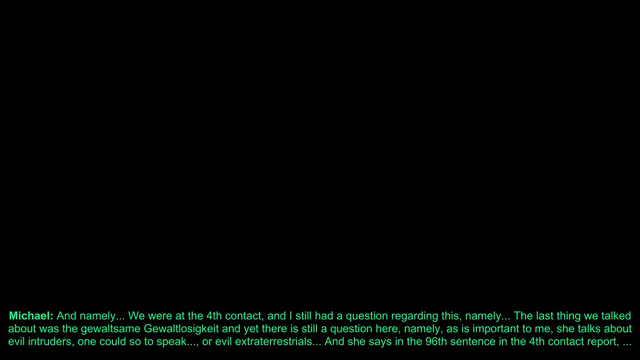 Michael: And namely... We were at the 4th contact, and I still had a question regarding this, namely... The last thing we talked
about was the gewaltsame Gewaltlosigkeit and yet there is still a question here, namely, as is important to me, she talks about
evil intruders, one could so to speak..., or evil extraterrestrials... And she says in the 96th sentence in the 4th contact report, ...